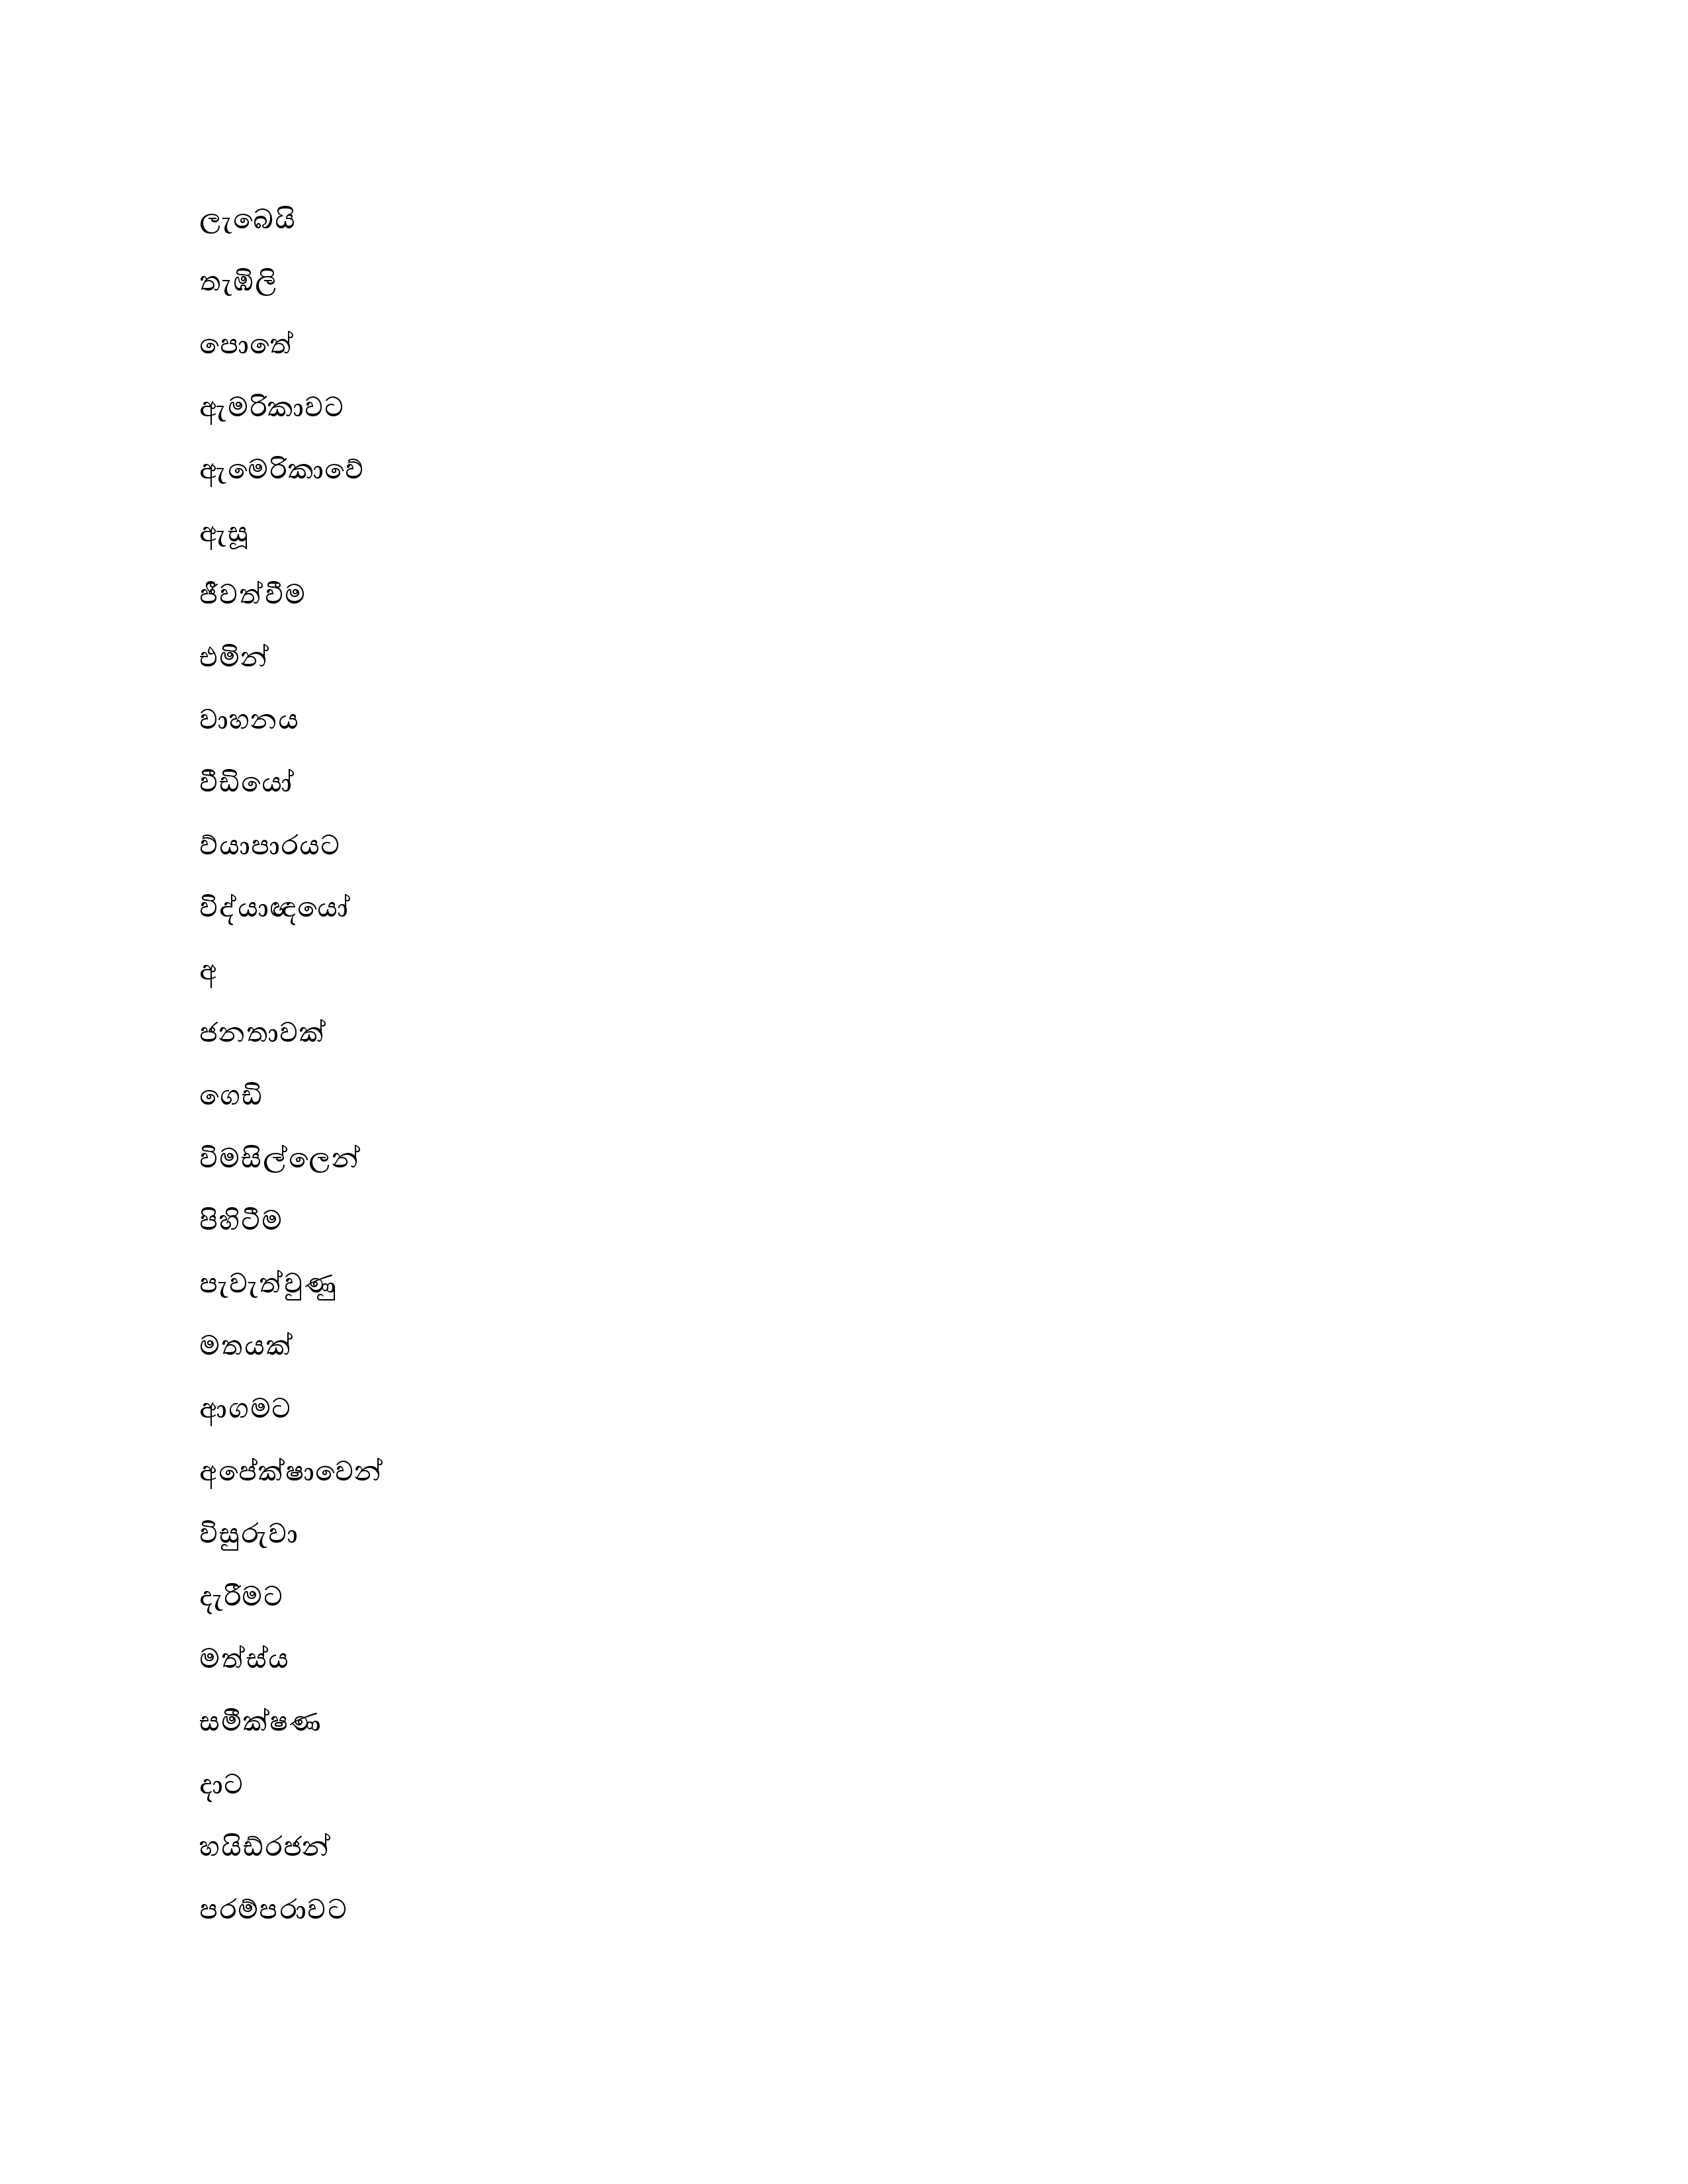 ලැබෙයි
තැඹිලි
පොතේ
ඇමරිකාවට
ඇමෙරිකාවේ
ඇසූ
ජීවත්වීම
එමින්
වාහනය
වීඩියෝ
ව්යාපාරයට
විද්යාඥයෝ
අ
ජනතාවක්
ගෙඩි
විමසිල්ලෙන්
පිහිටීම
පැවැත්වුණු
මතයක්
ආගමට
අපේක්ෂාවෙන්
විසුරුවා
දැරීමට
මත්ස්ය
සමීක්ෂණ
දාට
හයිඩ්රජන්
පරම්පරාවට